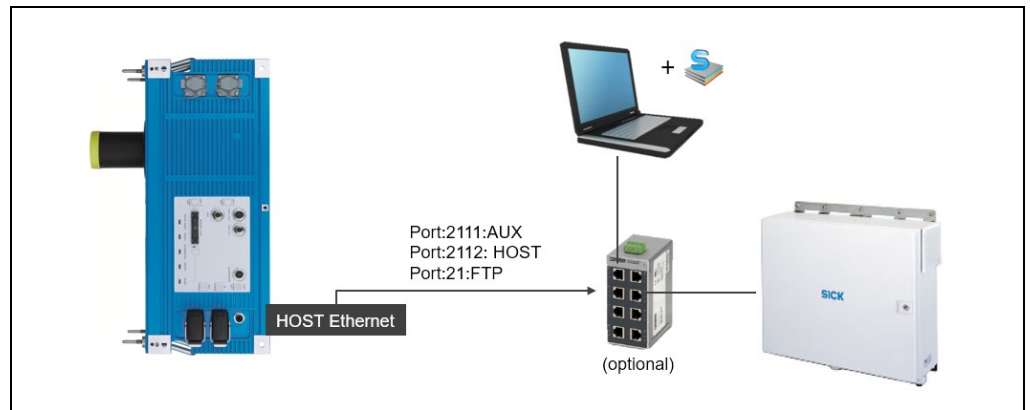 + S
Port:2111:AUX
Port:2112: HOST
Port:21:FTP
HOST Ethernet
(optional)
SICK